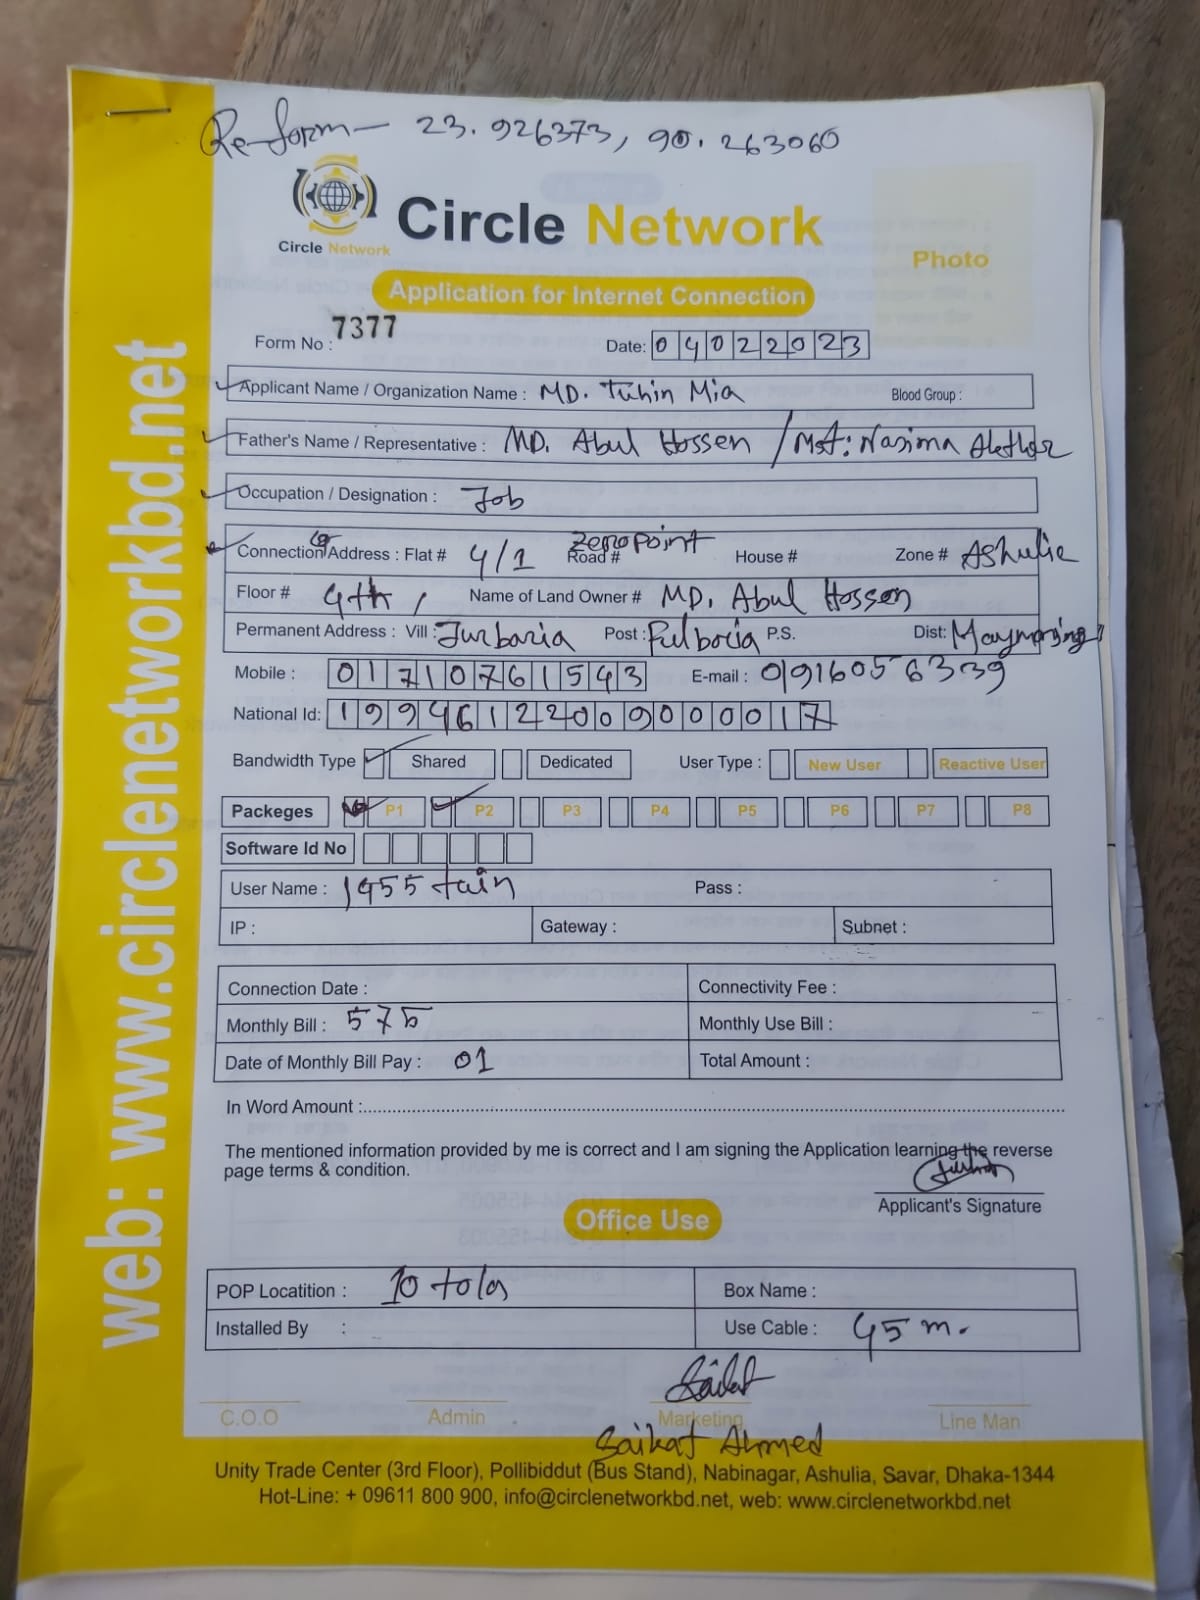 Re-form - 23.926373, 90.263060
Circle Network
Circle Network
Photo
Application for Internet Connection
Form No : 7377
Date: 04022023
Applicant Name / Organization Name : MD. Tuhin Mia Blood Group :
Father's Name / Representative : MD. Abul Hossen / Mst: Nasima Akthar
Occupation / Designation : Job
Connection Address : Flat # 4/1 Road # Zero Point House # Zone # Ashulia
Floor # 4th, Name of Land Owner # MD. Abul Hossen
Permanent Address : Vill : Jurbaria Post : Fulbaria P.S. Dist:
Mobile : 01710761543 E-mail : 01916056339
National Id: 19946122009000017
Bandwidth Type Shared Dedicated User Type : New User Reactive User
Packeges P1 P2 P3 P4 P5 P6 P7 P8
Software Id No
User Name : 1455 tuin Pass :
IP : Gateway : Subnet :
Connection Date : Connectivity Fee :
Monthly Bill : 575 Monthly Use Bill :
Date of Monthly Bill Pay : 01 Total Amount :
In Word Amount :
The mentioned information provided by me is correct and I am signing the Application learning the reverse
page terms & condition.
Applicant's Signature
Office Use
POP Locatition : 10 tola Box Name :
Installed By : Use Cable : 45 m.
C.O.O Admin Marketing Line Man
Saikat Ahmed
Unity Trade Center (3rd Floor), Pollibiddut (Bus Stand), Nabinagar, Ashulia, Savar, Dhaka-1344
Hot-Line: + 09611 800 900, info@circlenetworkbd.net, web: www.circlenetworkbd.net
web: www.circlenetworkbd.net